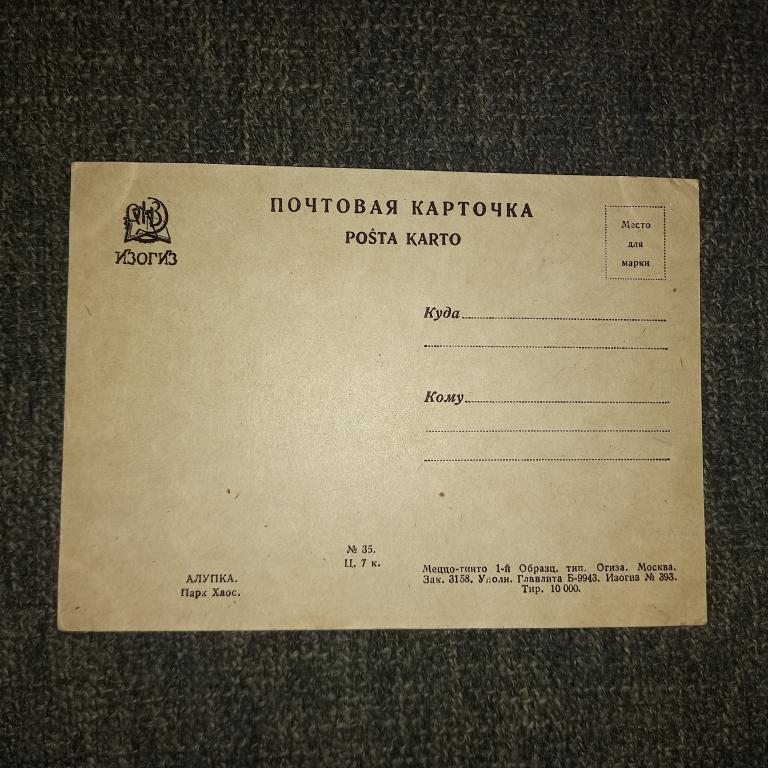 ПОЧТОВАЯ КАРТОЧКА
POŜTA KARTO
ИЗОГИЗ
Место
для
марки
Куда
Кому
№ 35.
Ц. 7 к.
АЛУПКА.
Парк Хаос.
Меццо-тинто 1-й Образц. тип. Огиза. Москва.
Зак. 3158. Уполн. Главлита Б-9943. Изогиз № 393.
Тир. 10 000.